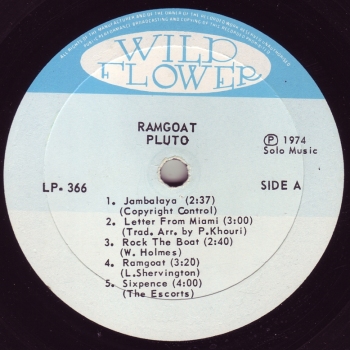 WILD
FLOWER
RAMGOAT
PLUTO
Ⓟ 1974
Solo Music
LP- 366
SIDE A
1. Jambalaya (2:37)
(Copyright Control)
2. Letter From Miami (3:00)
(Trad. Arr. by P.Khouri)
3. Rock The Boat (2:40)
(W. Holmes)
4. Ramgoat (3:20)
(L.Shervington)
5. Sixpence (4:00)
(The Escorts)